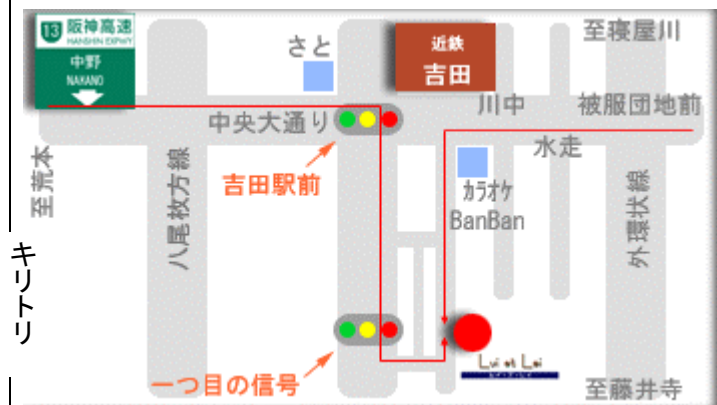 13 阪神高速
HANSHIN EXPWY
中野
NAKANO
さと
近鉄
吉田
至寝屋川
中央大通り
川中
被服団地前
水走
吉田駅前
至荒本
八尾枚方線
カラオケ
BanBan
外環状線
キリトリ
一つ目の信号
Lui et Lei
至藤井寺